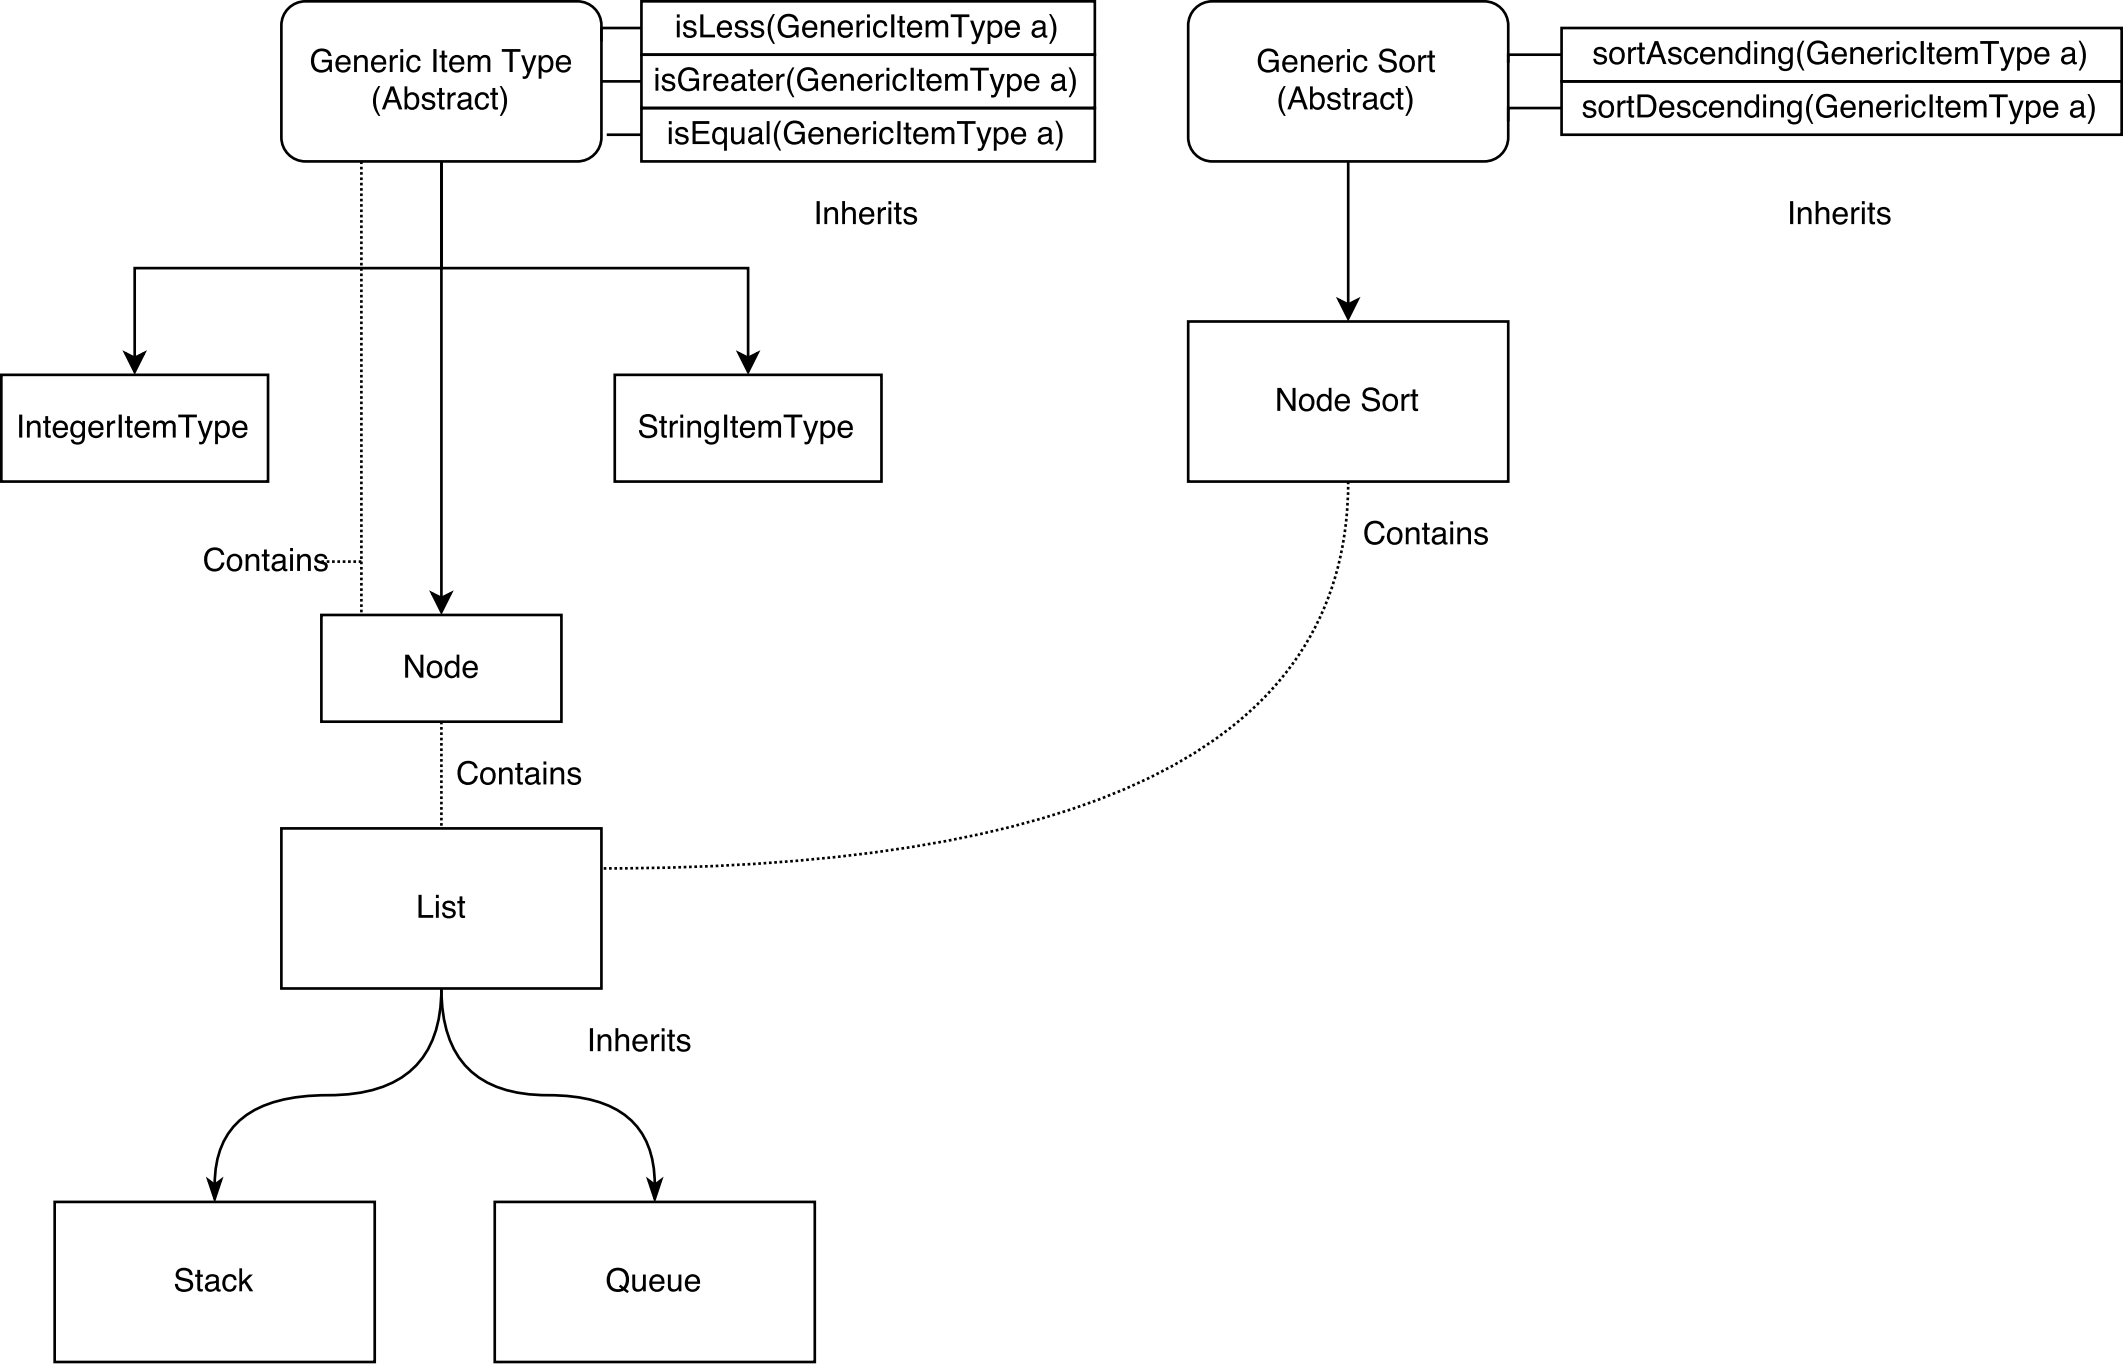 Generic Item Type
(Abstract)
isLess(GenericItemType a)
isGreater(GenericItemType a)
isEqual(GenericItemType a)
Generic Sort
(Abstract)
sortAscending(GenericItemType a)
sortDescending(GenericItemType a)
Inherits
Inherits
IntegerItemType
StringItemType
Node Sort
Contains
Contains
Node
Contains
List
Inherits
Stack
Queue